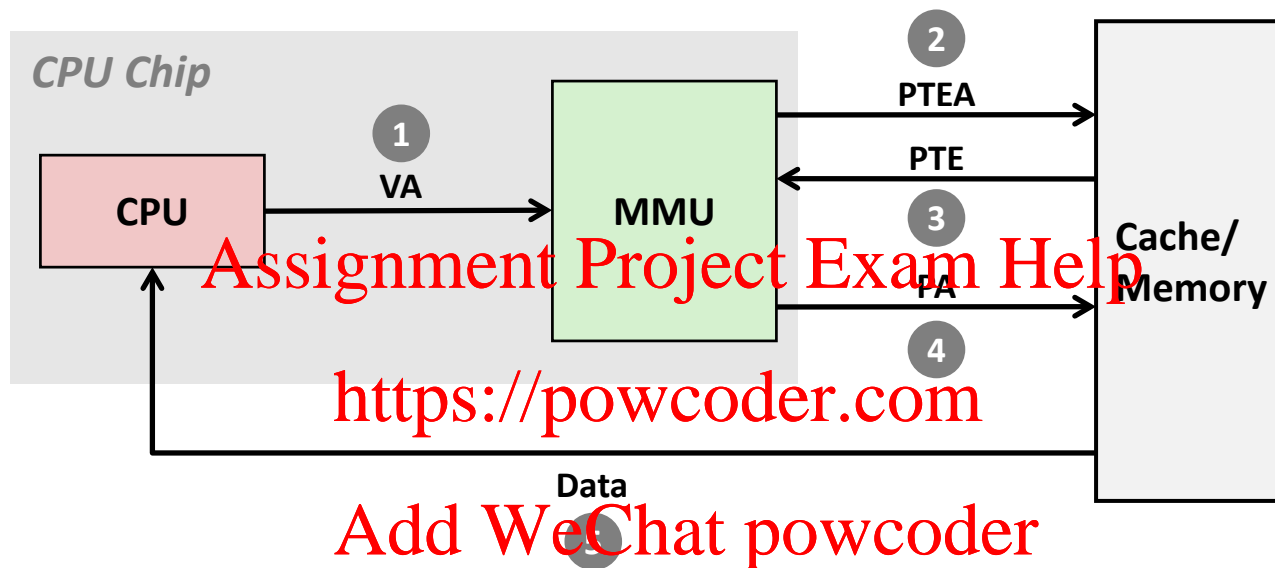 2
CPU Chip
PTEA
1
PTE
VA
CPU
MMU
3
Cache/
Memory
Assignment Project Exam Help
PA
4
https://powcoder.com
Data
5
Add WeChat powcoder